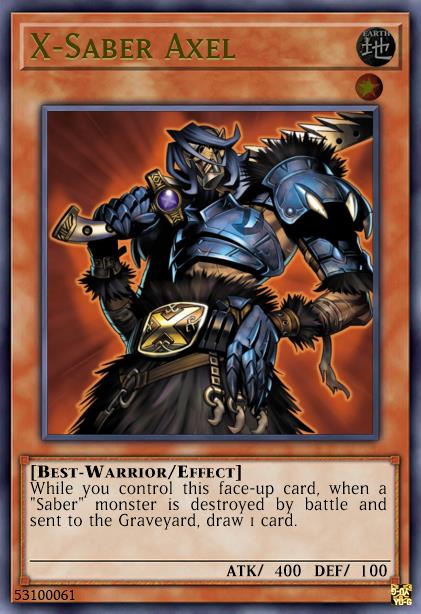 X-Saber Axel
EARTH
地
[Best-Warrior/Effect]
While you control this face-up card, when a
"Saber" monster is destroyed by battle and
sent to the Graveyard, draw 1 card.
ATK/ 400 DEF/ 100
53100061